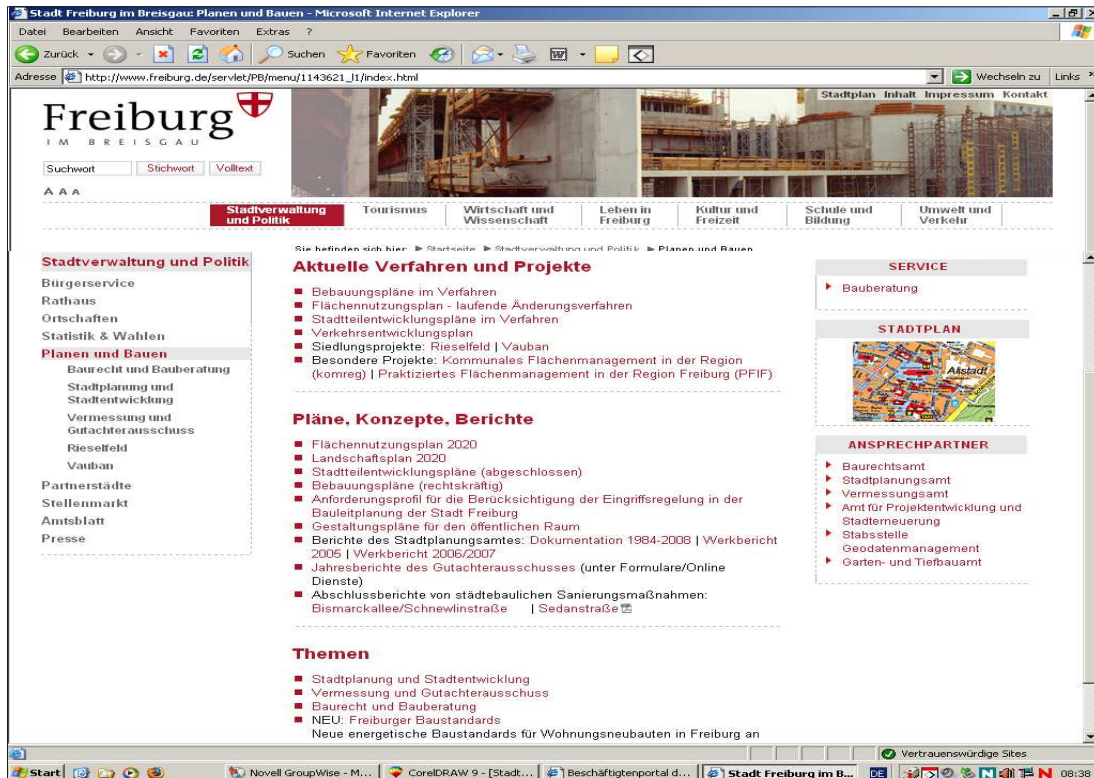 Stadt Freiburg im Breisgau: Planen und Bauen - Microsoft Internet Explorer
Datei Bearbeiten Ansicht Favoriten Extras ?
Zurück Suchen Favoriten
Adresse http://www.freiburg.de/servlet/PB/menu/1143621_l1/index.html Wechseln zu Links »
Stadtplan Inhalt Impressum Kontakt
Freiburg
IM BREISGAU
Suchwort Stichwort Volltext
A A A
Stadtverwaltung und Politik
Tourismus
Wirtschaft und Wissenschaft
Leben in Freiburg
Kultur und Freizeit
Schule und Bildung
Umwelt und Verkehr
Sie befinden sich hier: Startseite Stadtverwaltung und Politik Planen und Bauen
Stadtverwaltung und Politik
Bürgerservice
Rathaus
Ortschaften
Statistik & Wahlen
Planen und Bauen
Baurecht und Bauberatung
Stadtplanung und
Stadtentwicklung
Vermessung und
Gutachterausschuss
Rieselfeld
Vauban
Partnerstädte
Stellenmarkt
Amtsblatt
Presse
Aktuelle Verfahren und Projekte
Bebauungspläne im Verfahren
Flächennutzungsplan - laufende Änderungsverfahren
Stadtteilentwicklungspläne im Verfahren
Verkehrsentwicklungsplan
Siedlungsprojekte: Rieselfeld | Vauban
Besondere Projekte: Kommunales Flächenmanagement in der Region
(komreg) | Praktiziertes Flächenmanagement in der Region Freiburg (PFIF)
Pläne, Konzepte, Berichte
Flächennutzungsplan 2020
Landschaftsplan 2020
Stadtteilentwicklungspläne (abgeschlossen)
Bebauungspläne (rechtskräftig)
Anforderungsprofil für die Berücksichtigung der Eingriffsregelung in der
Bauleitplanung der Stadt Freiburg
Gestaltungspläne für den öffentlichen Raum
Berichte des Stadtplanungsamtes: Dokumentation 1984-2008 | Werkbericht
2005 | Werkbericht 2006/2007
Jahresberichte des Gutachterausschusses (unter Formulare/Online
Dienste)
Abschlussberichte von städtebaulichen Sanierungsmaßnahmen:
Bismarckallee/Schnewlinstraße | Sedanstraße
Themen
Stadtplanung und Stadtentwicklung
Vermessung und Gutachterausschuss
Baurecht und Bauberatung
NEU: Freiburger Baustandards
Neue energetische Baustandards für Wohnungsneubauten in Freiburg an
SERVICE
Bauberatung
STADTPLAN
Altstadt
ANSPRECHPARTNER
Baurechtsamt
Stadtplanungsamt
Vermessungsamt
Amt für Projektentwicklung und
Stadterneuerung
Stabsstelle
Geodatenmanagement
Garten- und Tiefbauamt
Vertrauenswürdige Sites
Start Novell GroupWise - M... CorelDRAW 9 - [Stadt... Beschäftigtenportal d... Stadt Freiburg im B... DE 08:38